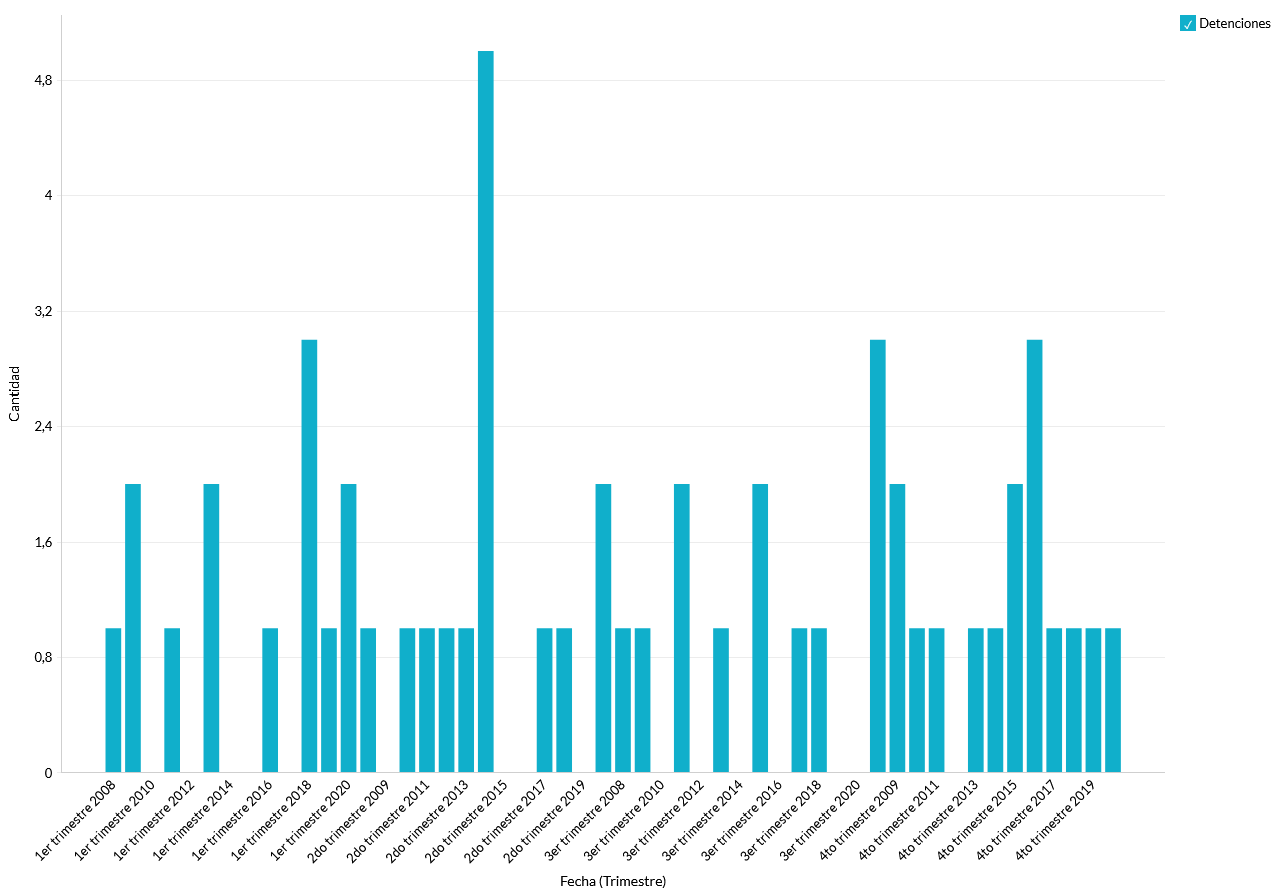 Detenciones
4,8
4
3,2
2,4
1,6
0,8
0
Cantidad
1er trimestre 2008
1er trimestre 2010
1er trimestre 2012
1er trimestre 2014
1er trimestre 2016
1er trimestre 2018
1er trimestre 2020
2do trimestre 2009
2do trimestre 2011
2do trimestre 2013
2do trimestre 2015
2do trimestre 2017
2do trimestre 2019
3er trimestre 2008
3er trimestre 2010
3er trimestre 2012
3er trimestre 2014
3er trimestre 2016
3er trimestre 2018
3er trimestre 2020
4to trimestre 2009
4to trimestre 2011
4to trimestre 2013
4to trimestre 2015
4to trimestre 2017
4to trimestre 2019
Fecha (Trimestre)